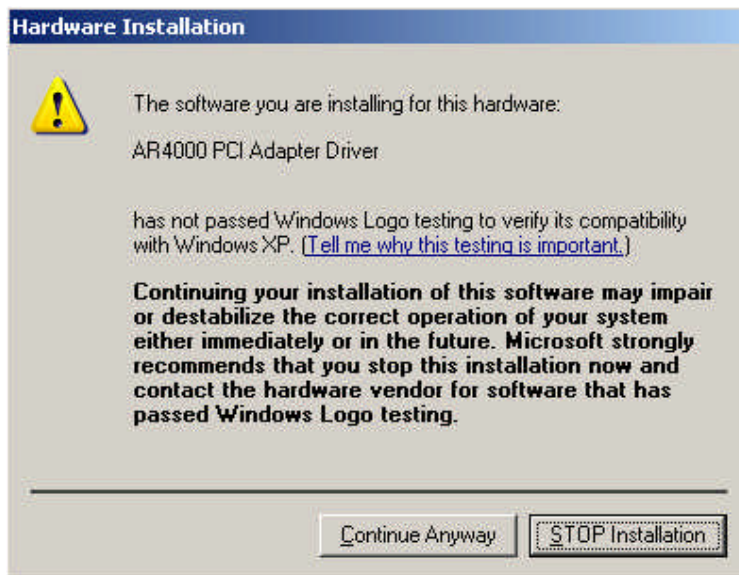 Hardware Installation
The software you are installing for this hardware:
AR4000 PCI Adapter Driver
has not passed Windows Logo testing to verify its compatibility
with Windows XP. (Tell me why this testing is important.)
Continuing your installation of this software may impair
or destabilize the correct operation of your system
either immediately or in the future. Microsoft strongly
recommends that you stop this installation now and
contact the hardware vendor for software that has
passed Windows Logo testing.
Continue Anyway STOP Installation